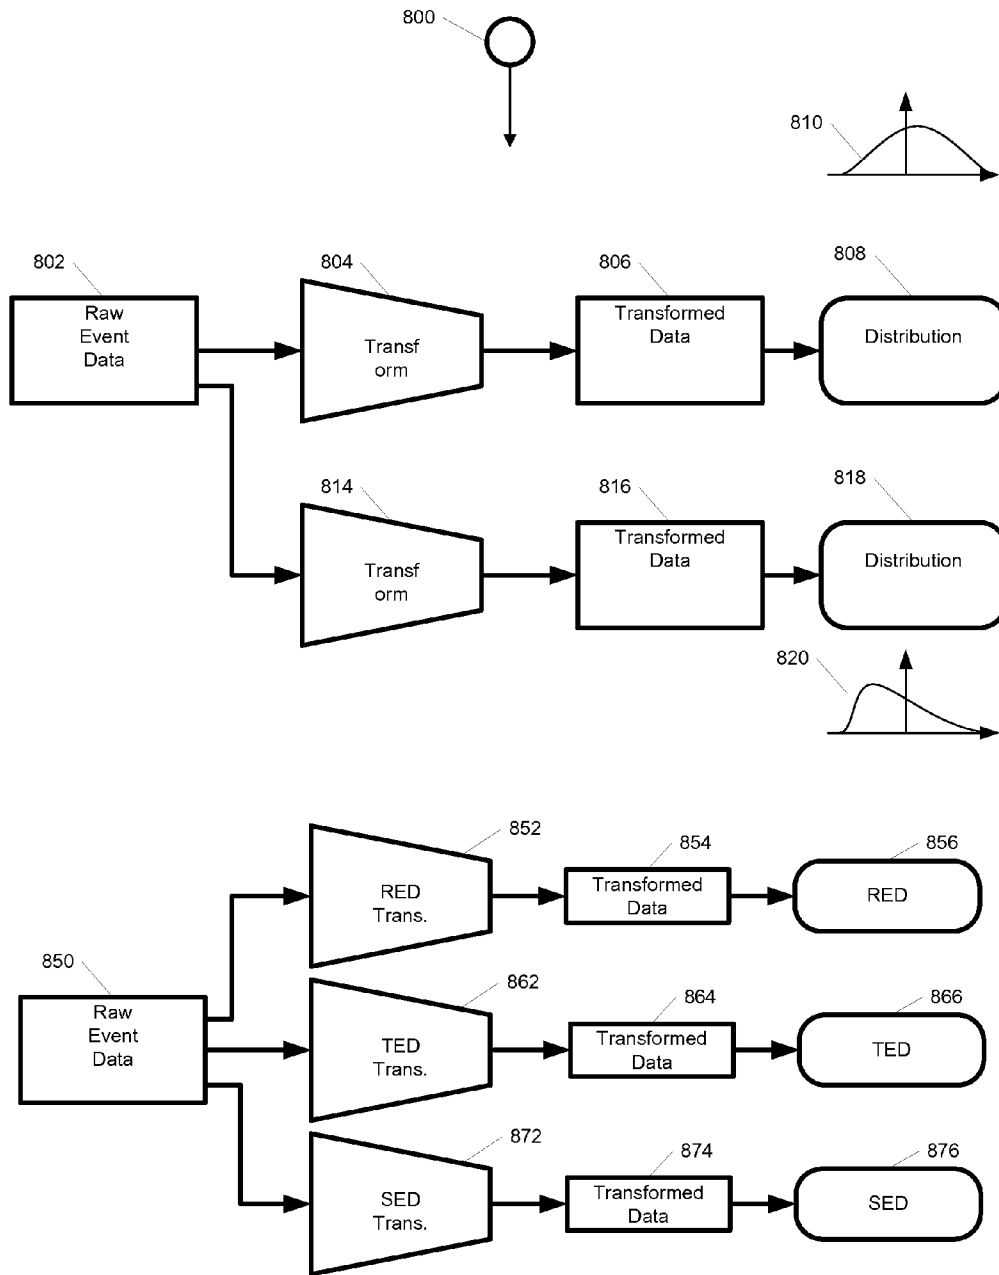 800
810
802
804
806
808
Raw
Event
Data
Transf
orm
Transformed
Data
Distribution
814
816
818
Transf
orm
Transformed
Data
Distribution
820
852
854
856
RED
Trans.
Transformed
Data
RED
850
Raw
Event
Data
862
864
866
TED
Trans.
Transformed
Data
TED
872
874
876
SED
Trans.
Transformed
Data
SED